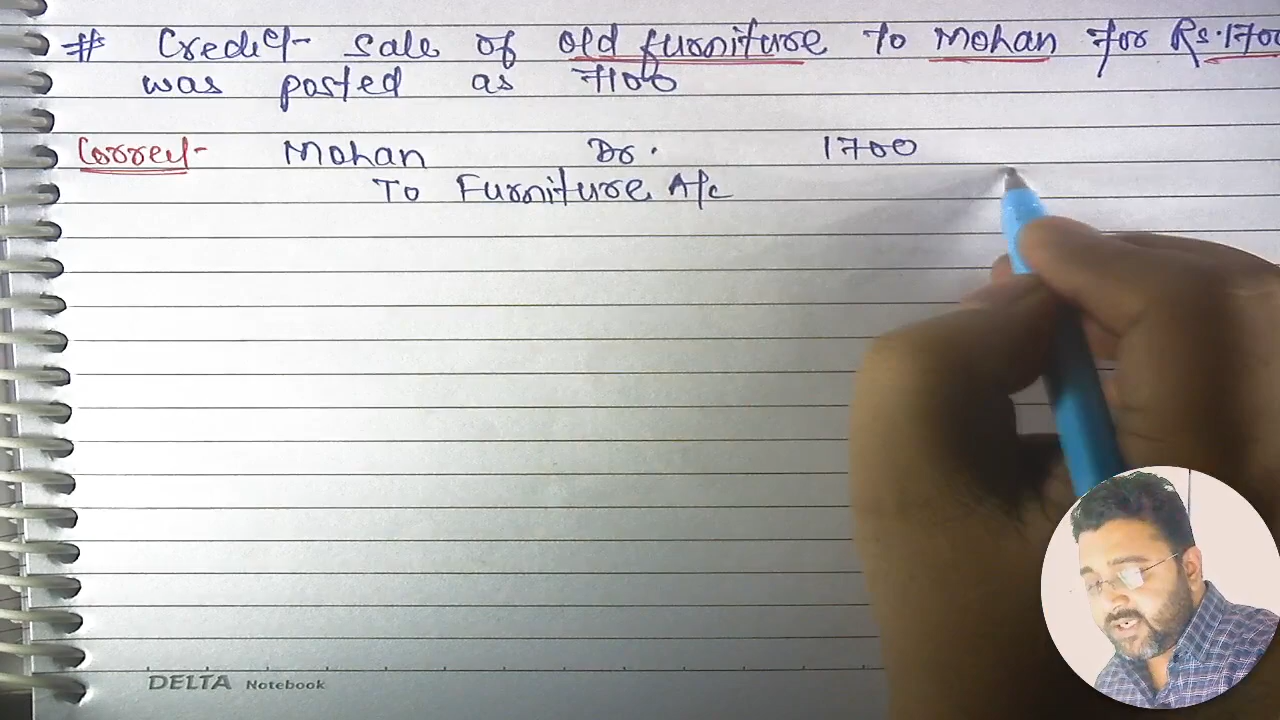 # Credit sale of old furniture to Mohan for Rs. 1700
was posted as 7100
Correct Mohan Dr. 1700
To Furniture A/c
DELTA Notebook